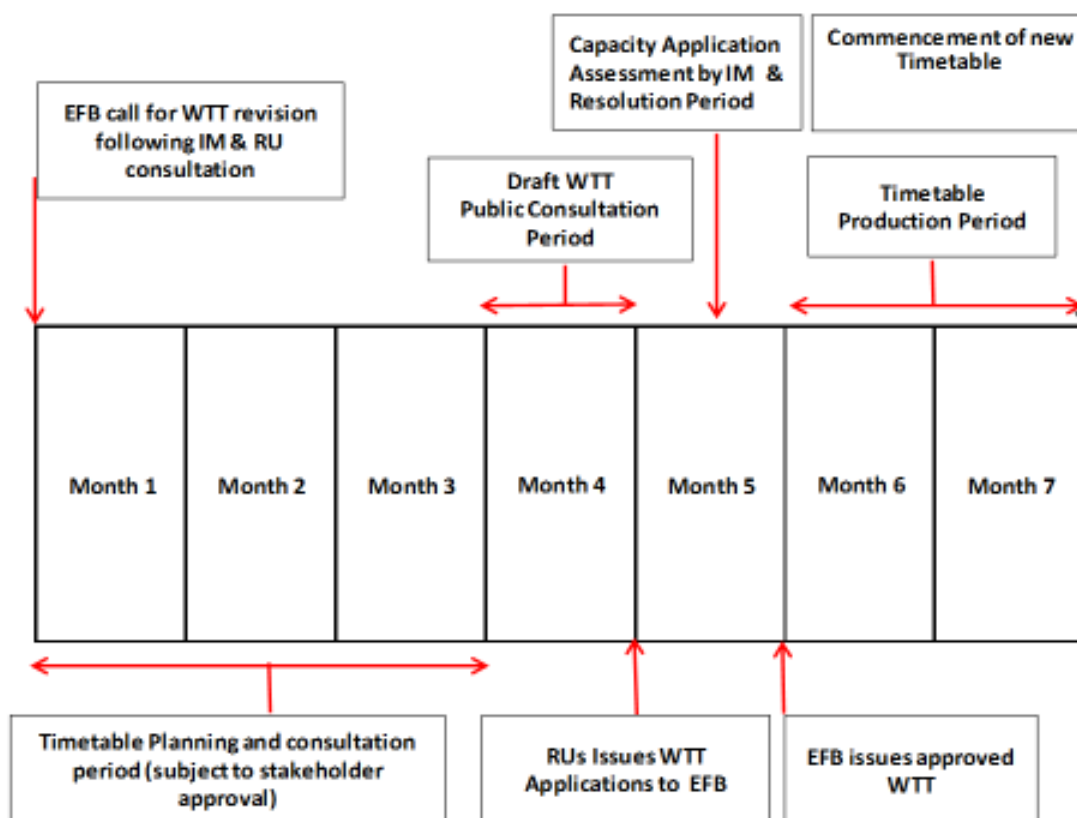 Capacity Application
Assessment by IM &
Resolution Period
Commencement of new
Timetable
EFB call for WTT revision
following IM & RU
consultation
Draft WTT
Public Consultation
Period
Timetable
Production Period
Month 1
Month 2
Month 3
Month 4
Month 5
Month 6
Month 7
Timetable Planning and consultation
period (subject to stakeholder
approval)
RUs Issues WTT
Applications to EFB
EFB issues approved
WTT